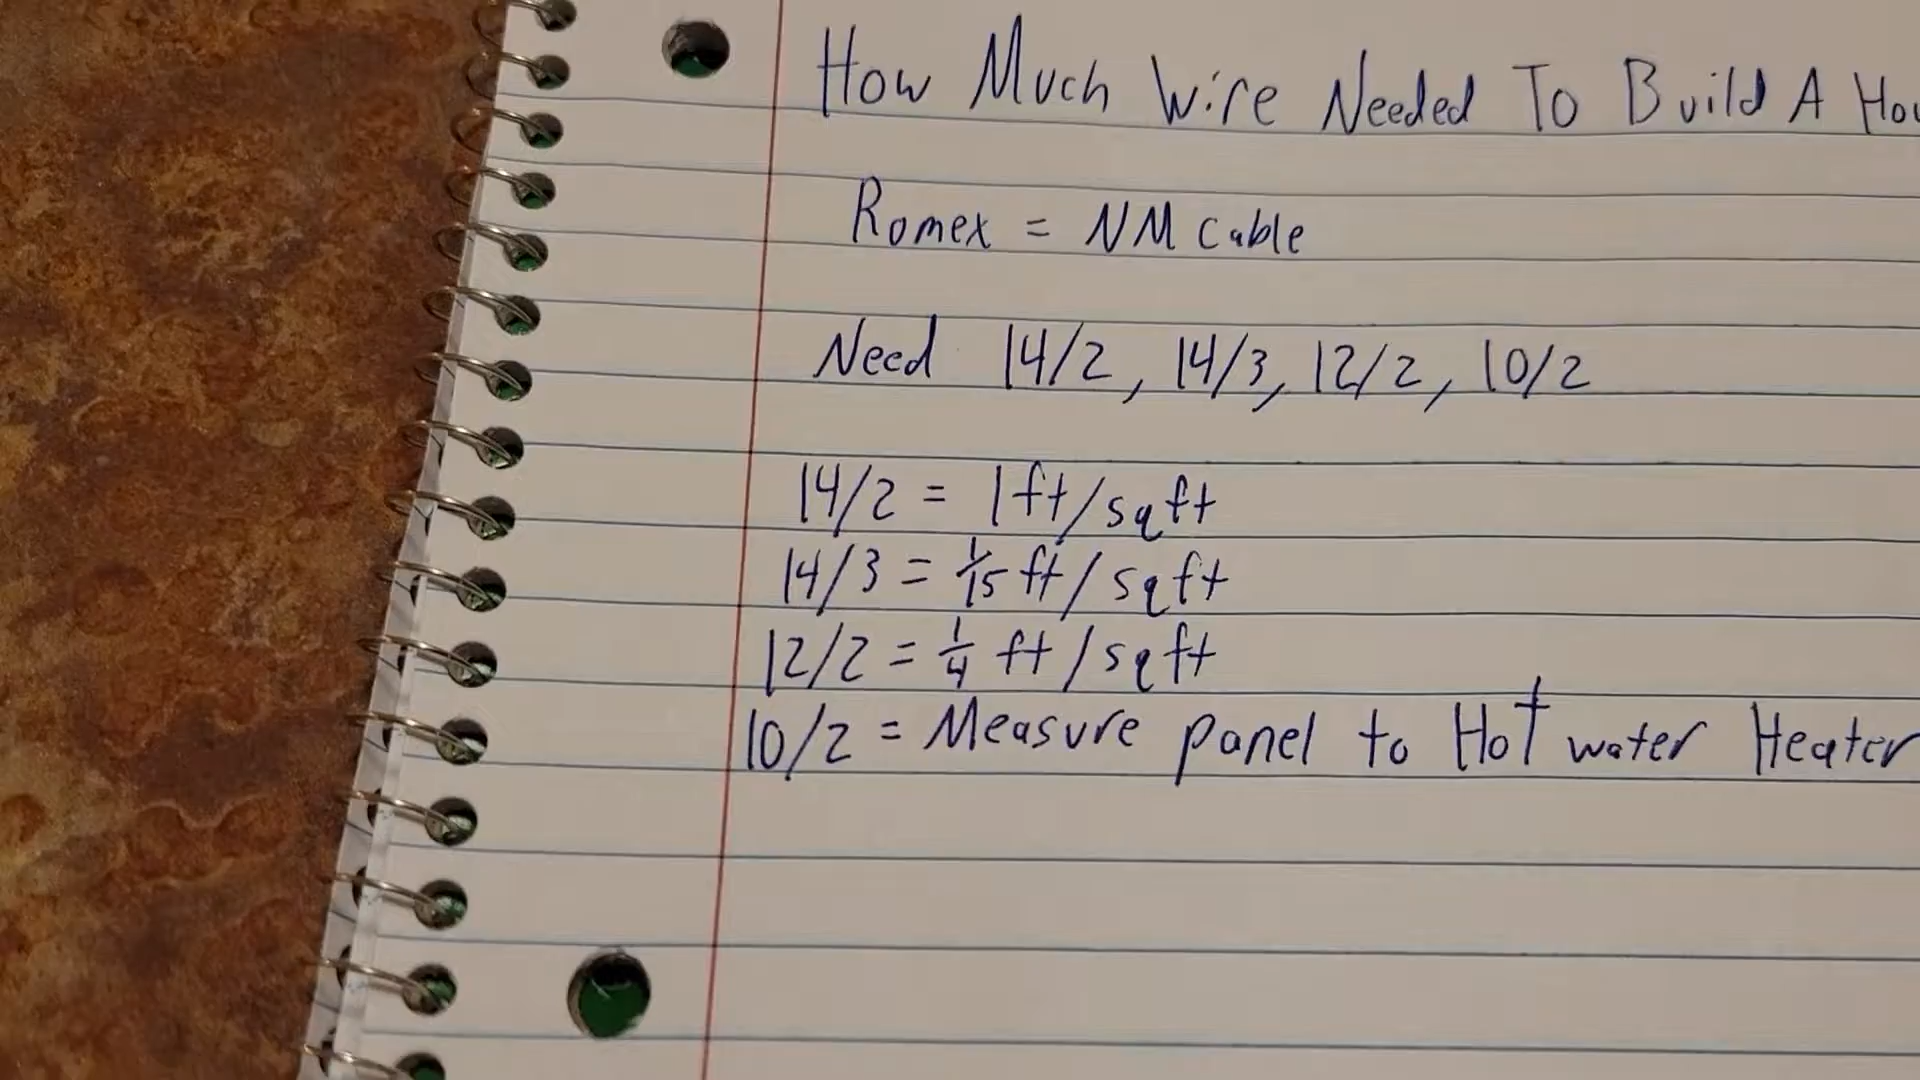 How Much Wire Needed To Build A Hou
Romex = NM Cable
Need 14/2, 14/3, 12/2, 10/2
14/2 = 1ft/sqft
14/3 = 1/15 ft/sqft
12/2 = 1/4 ft/sqft
10/2 = Measure panel to Hot water Heater